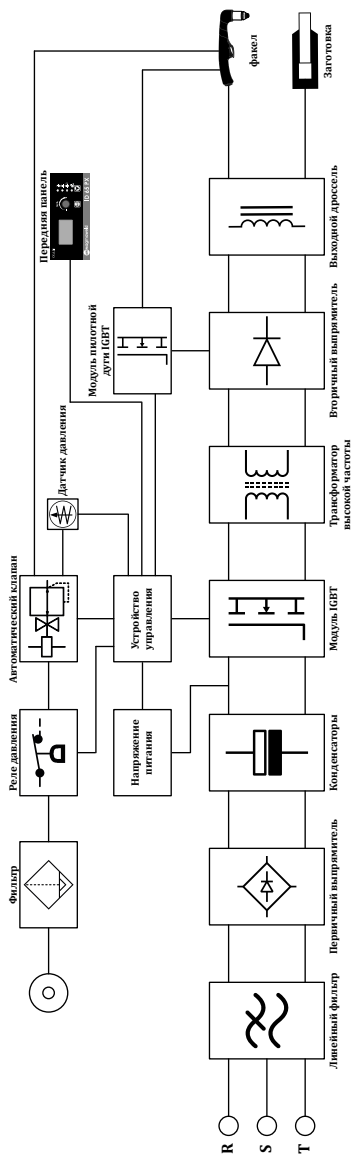 факел
Заготовка
Передняя панель
Выходной дроссель
Модуль пилотной
дуги IGBT
Вторичный выпрямитель
Датчик давления
Трансформатор
высокой частоты
Автоматический клапан
Устройство
управления
Модуль IGBT
Реле давления
Напряжение
питания
Конденсаторы
Фильтр
Первичный выпрямитель
Линейный фильтр
R
S
T